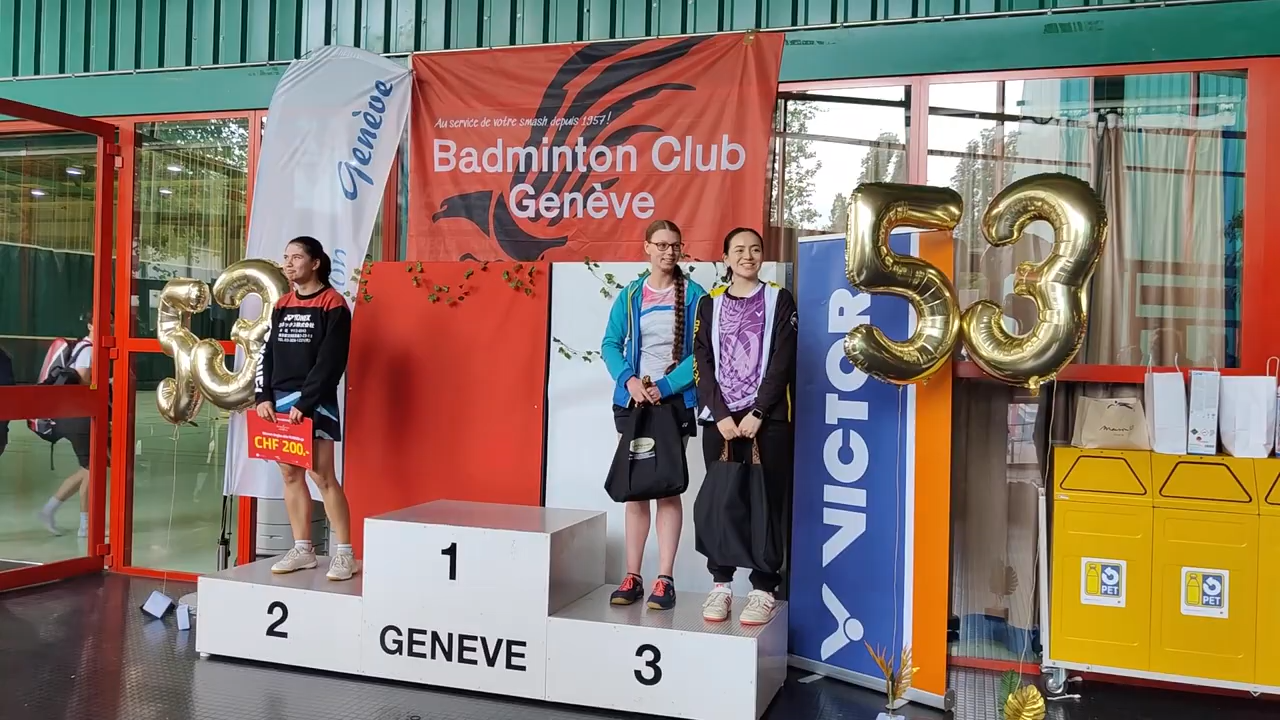 Genève
Au service de votre smash depuis 1957!
Badminton Club
Genève
53
53
YONEX
CHF 200.-
VICTOR
1
2
3
GENEVE
PET
PET